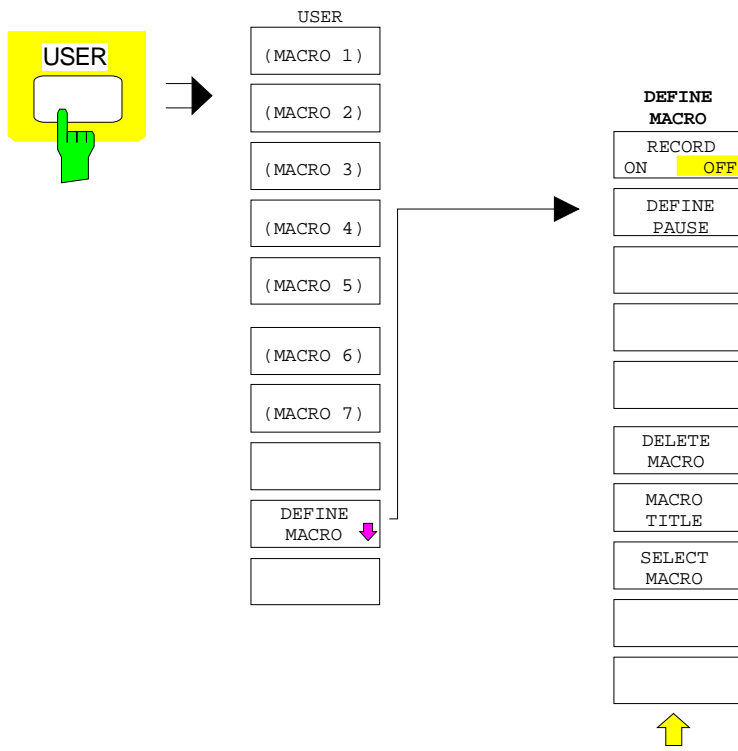 USER
USER
(MACRO 1)
(MACRO 2)
(MACRO 3)
(MACRO 4)
(MACRO 5)
(MACRO 6)
(MACRO 7)
DEFINE
MACRO
DEFINE
MACRO
RECORD
ON OFF
DEFINE
PAUSE
DELETE
MACRO
MACRO
TITLE
SELECT
MACRO